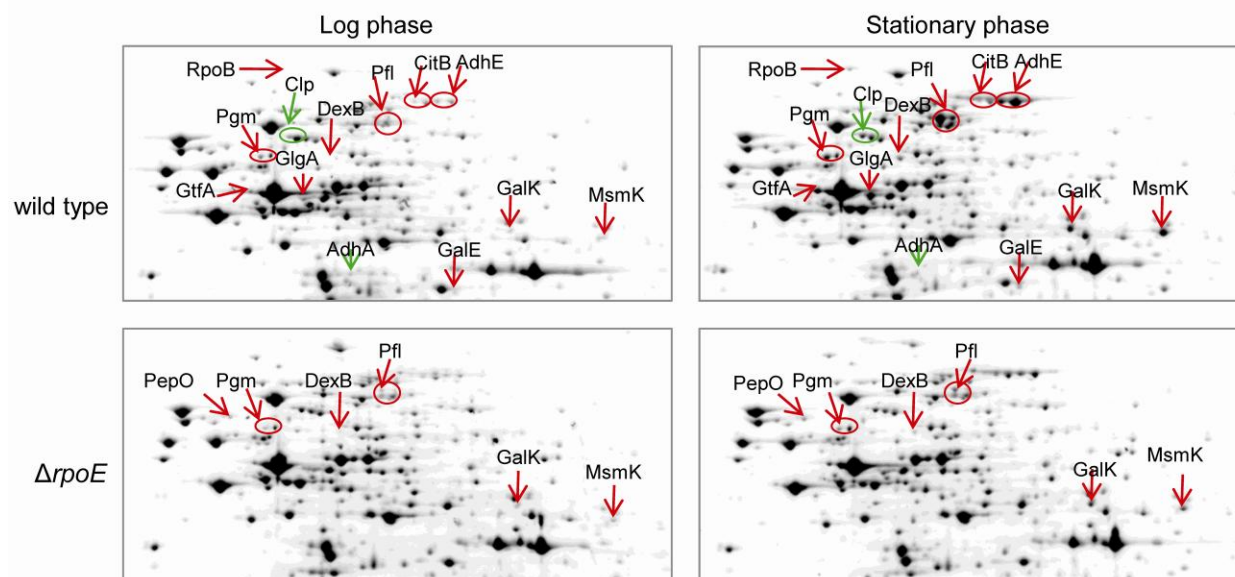 Log phase
Stationary phase
wild type
RpoB
Clp
Pfl
CitB
AdhE
Pgm
DexB
GlgA
GtfA
GalK
MsmK
AdhA
GalE
RpoB
Clp
Pfl
CitB
AdhE
Pgm
DexB
GlgA
GtfA
GalK
MsmK
AdhA
GalE
ΔrpoE
PepO
Pgm
DexB
Pfl
GalK
MsmK
PepO
Pgm
DexB
Pfl
GalK
MsmK